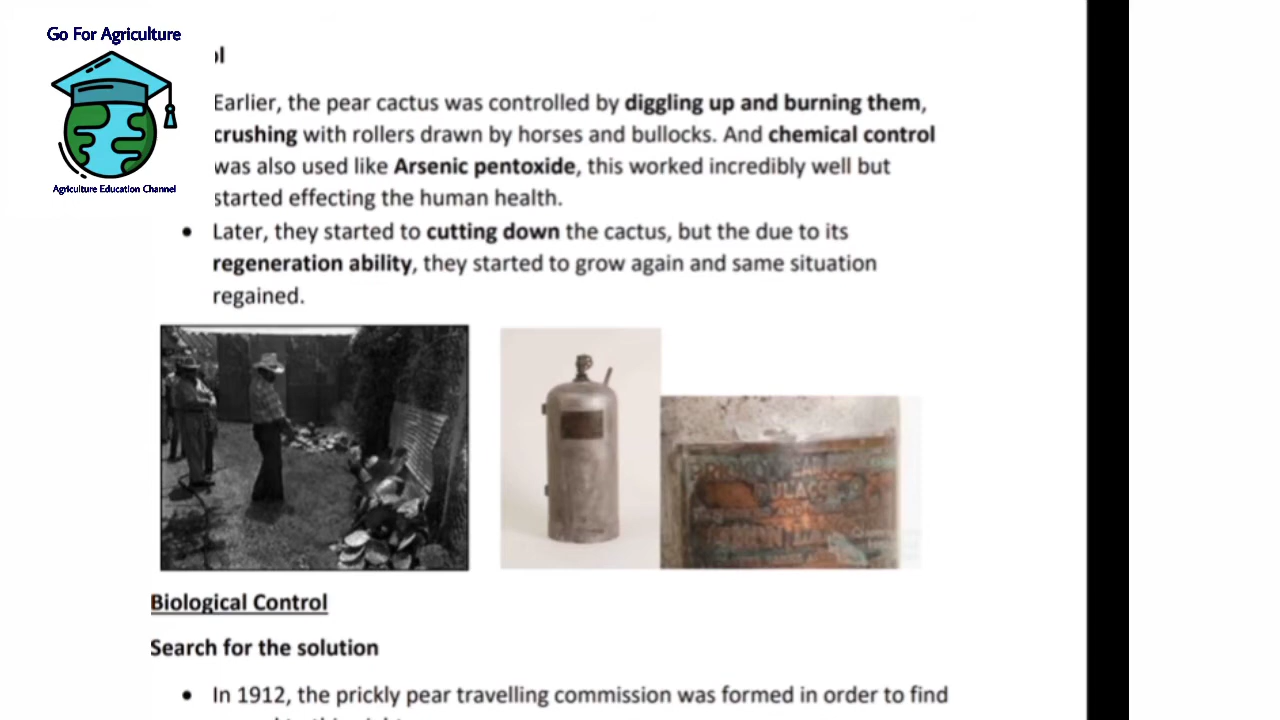 Go For Agriculture
Agriculture Education Channel
Earlier, the pear cactus was controlled by diggling up and burning them,
crushing with rollers drawn by horses and bullocks. And chemical control
was also used like Arsenic pentoxide, this worked incredibly well but
started effecting the human health.
• Later, they started to cutting down the cactus, but the due to its
regeneration ability, they started to grow again and same situation
regained.
Biological Control
Search for the solution
• In 1912, the prickly pear travelling commission was formed in order to find